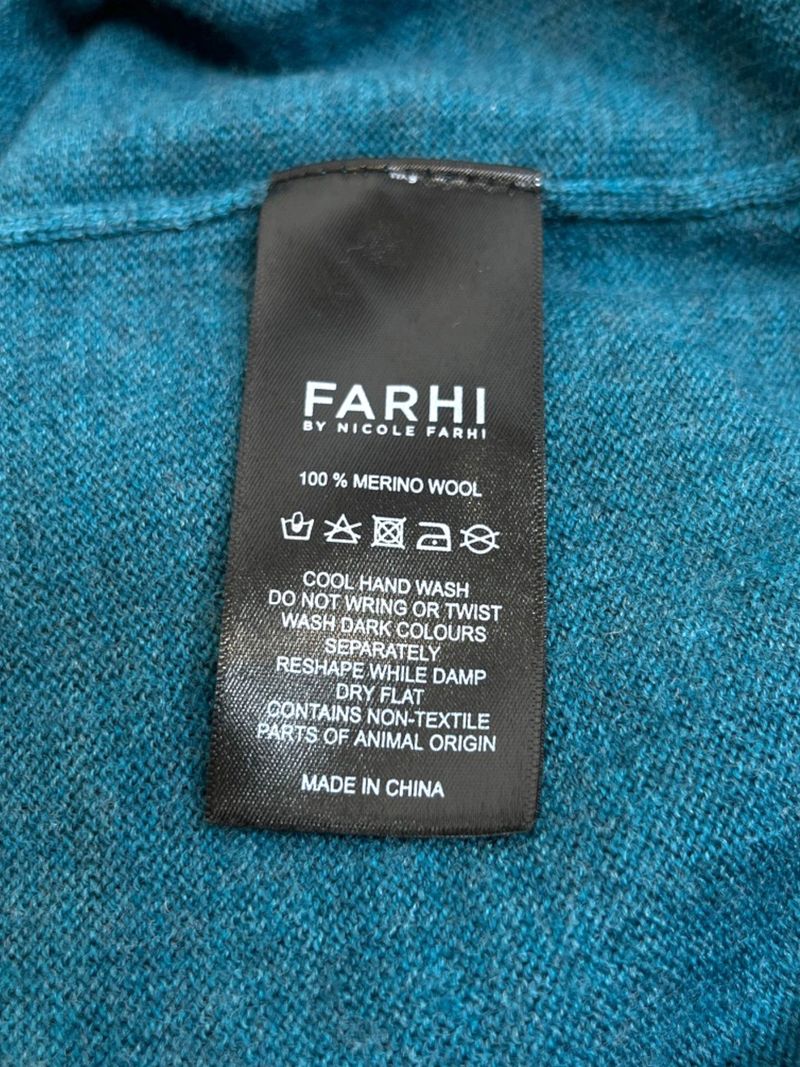 FARHI
BY NICOLE FARHI
100 % MERINO WOOL
COOL HAND WASH
DO NOT WRING OR TWIST
WASH DARK COLOURS
SEPARATELY
RESHAPE WHILE DAMP
DRY FLAT
CONTAINS NON-TEXTILE
PARTS OF ANIMAL ORIGIN
MADE IN CHINA